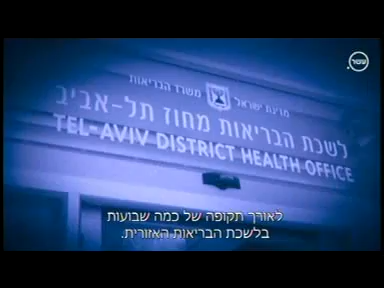 עשר.
מדינת ישראל
משרד הבריאות
לשכת הבריאות מחוז תל-אביב
TEL-AVIV DISTRICT HEALTH OFFICE
לאורך תקופה של כמה שבועות
בלשכת הבריאות האזורית.